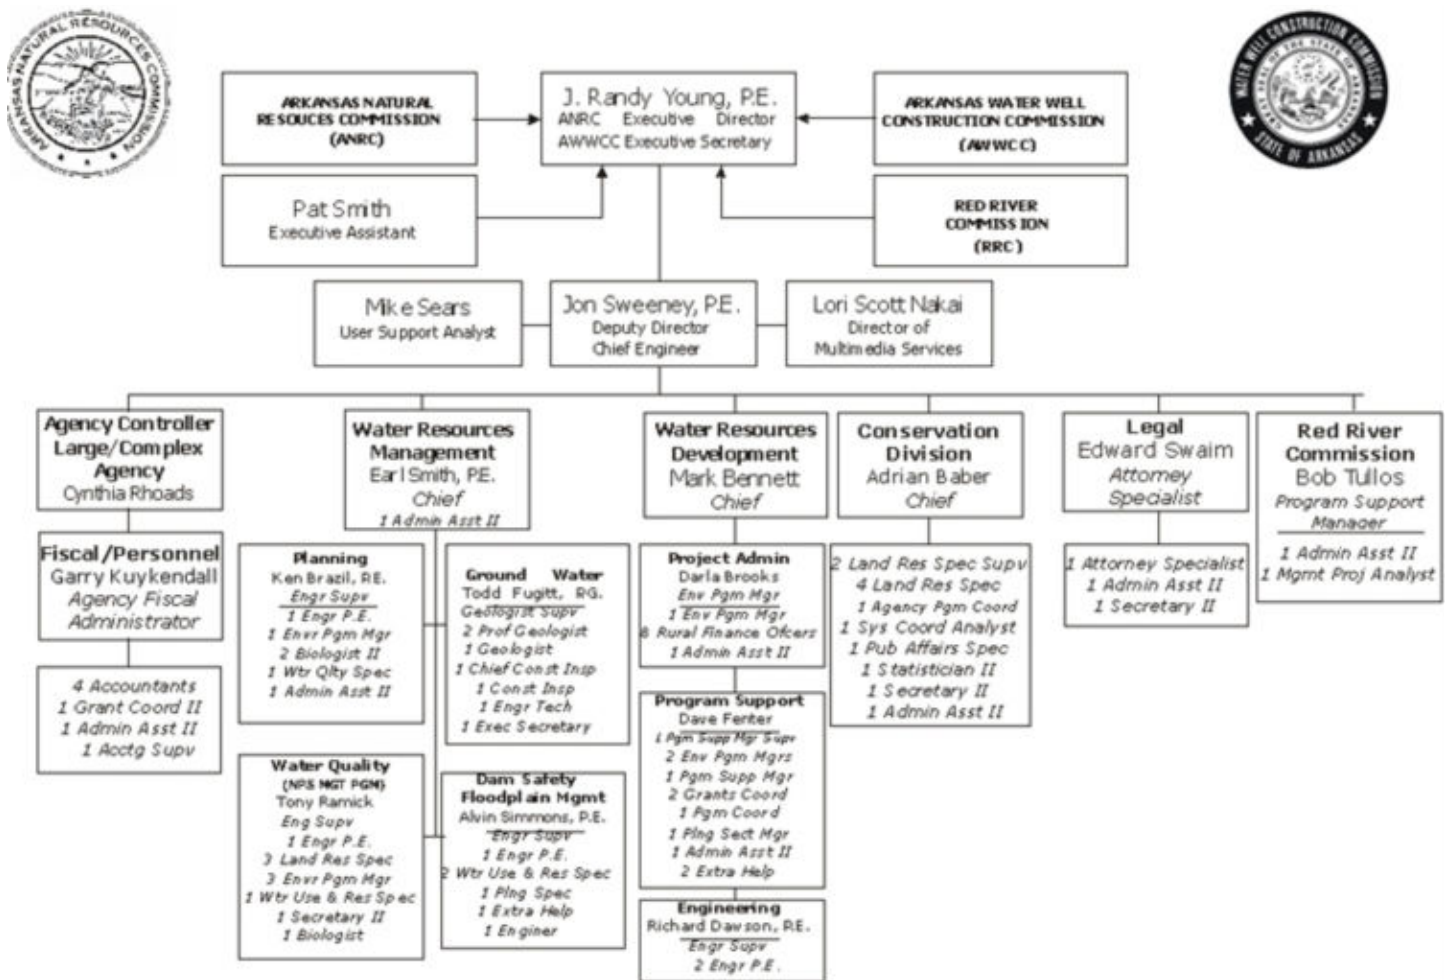 ARKANSAS NATURAL RESOURCES COMMISSION
WATER WELL CONSTRUCTION COMMISSION
GREAT SEAL OF THE STATE OF ARKANSAS
STATE OF ARKANSAS
ARKANSAS NATURAL
RESOUCES COMMISSION
(ANRC)
J. Randy Young, P.E.
ANRC Executive Director
AWWCC Executive Secretary
ARKANSAS WATER WELL
CONSTRUCTION COMMISSION
(AWWCC)
Pat Smith
Executive Assistant
RED RIVER
COMMISSION
(RRC)
Mike Sears
User Support Analyst
Jon Sweeney, P.E.
Deputy Director
Chief Engineer
Lori Scott Nakai
Director of
Multimedia Services
Agency Controller
Large/Complex
Agency
Cynthia Rhoads
Fiscal/Personnel
Garry Kuykendall
Agency Fiscal
Administrator
4 Accountants
1 Grant Coord II
1 Admin Asst II
1 Acctg Supv
Water Resources
Management
Earl Smith, P.E.
Chief
1 Admin Asst II
Planning
Ken Brazil, P.E.
Engr Supv
1 Engr P.E.
1 Envr Pgm Mgr
2 Biologist II
1 Wtr Qlty Spec
1 Admin Asst II
Ground Water
Todd Fugitt, P.G.
Geologist Supv
2 Prof Geologist
1 Geologist
1 Chief Const Insp
1 Const Insp
1 Engr Tech
1 Exec Secretary
Water Quality
(NPS MGT PGM)
Tony Ramick
Eng Supv
1 Engr P.E.
3 Land Res Spec
3 Envr Pgm Mgr
1 Wtr Use & Res Spec
1 Secretary II
1 Biologist
Dam Safety
Floodplain Mgmt
Alvin Simmons, P.E.
Engr Supv
1 Engr P.E.
2 Wtr Use & Res Spec
1 Plng Spec
1 Extra Help
1 Enginer
Water Resources
Development
Mark Bennett
Chief
Project Admin
Darla Brooks
Env Pgm Mgr
1 Env Pgm Mgr
8 Rural Finance Ofcers
1 Admin Asst II
Program Support
Dave Fenter
1 Pgm Supp Mgr Supv
2 Env Pgm Mgrs
1 Pgm Supp Mgr
2 Grants Coord
1 Pgm Coord
1 Plng Sect Mgr
1 Admin Asst II
2 Extra Help
Engineering
Richard Dawson, P.E.
Engr Supv
2 Engr P.E.
Conservation
Division
Adrian Baber
Chief
2 Land Res Spec Supv
4 Land Res Spec
1 Agency Pgm Coord
1 Sys Coord Analyst
1 Pub Affairs Spec
1 Statistician II
1 Secretary II
1 Admin Asst II
Legal
Edward Swaim
Attorney
Specialist
1 Attorney Specialist
1 Admin Asst II
1 Secretary II
Red River
Commission
Bob Tullos
Program Support
Manager
1 Admin Asst II
1 Mgmt Proj Analyst